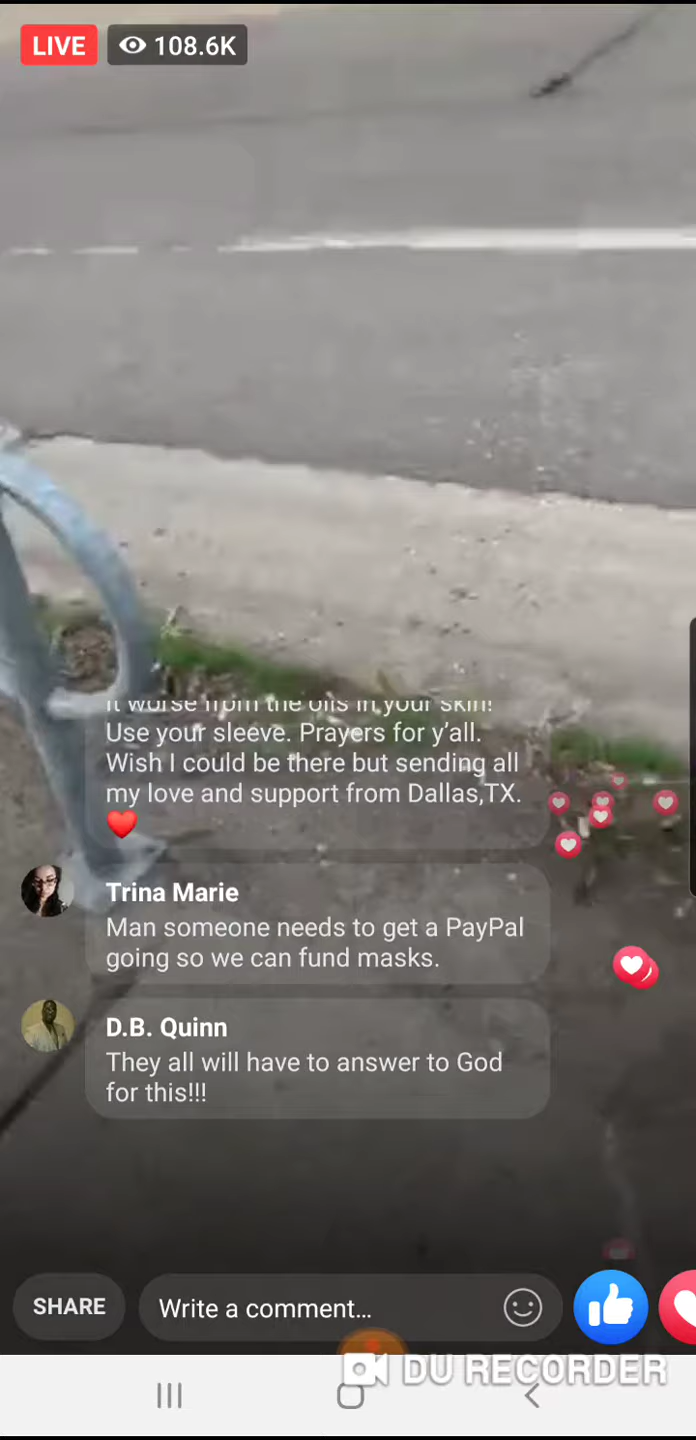 LIVE 108.6K
it worse from the oils in your skin!
Use your sleeve. Prayers for y'all.
Wish I could be there but sending all
my love and support from Dallas,TX.
❤️
Trina Marie
Man someone needs to get a PayPal
going so we can fund masks.
D.B. Quinn
They all will have to answer to God
for this!!!
SHARE Write a comment...
DU RECORDER